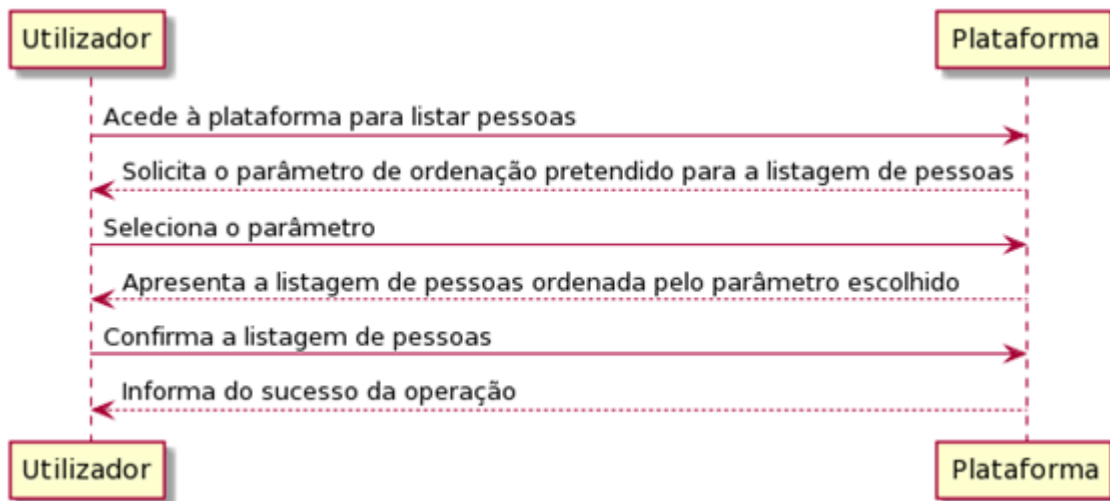 Utilizador
Plataforma
Acede à plataforma para listar pessoas
Solicita o parâmetro de ordenação pretendido para a listagem de pessoas
Seleciona o parâmetro
Apresenta a listagem de pessoas ordenada pelo parâmetro escolhido
Confirma a listagem de pessoas
Informa do sucesso da operação
Utilizador
Plataforma